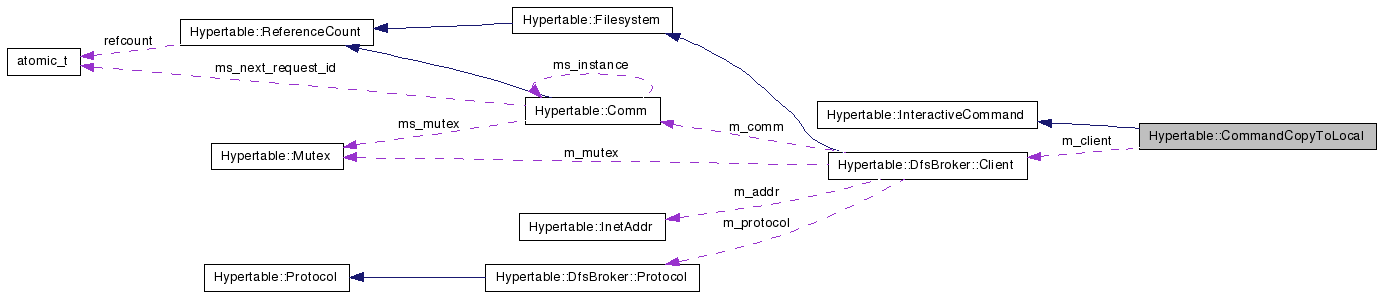 Hypertable::Filesystem
Hypertable::ReferenceCount
refcount
atomic_t
ms_next_request_id
ms_instance
Hypertable::Comm
Hypertable::InteractiveCommand
ms_mutex
m_comm
Hypertable::CommandCopyToLocal
m_client
Hypertable::Mutex
m_mutex
Hypertable::DfsBroker::Client
m_addr
Hypertable::InetAddr
m_protocol
Hypertable::Protocol
Hypertable::DfsBroker::Protocol